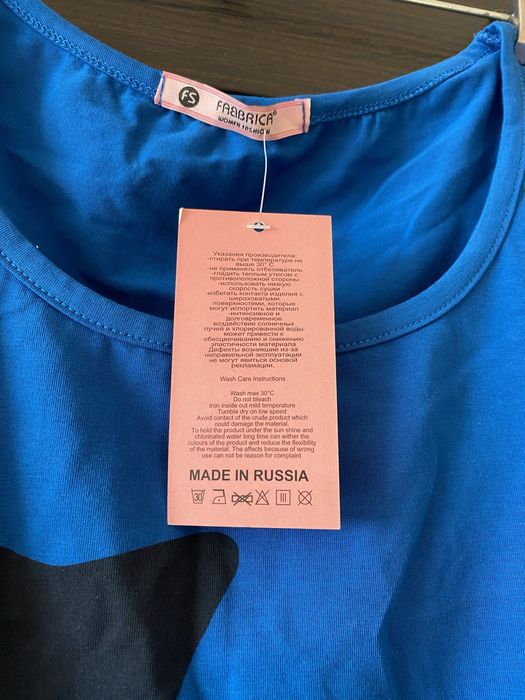 FS
FAABRICA®
WOMEN FASHION
Указания производителя:
-стирать при температуре не
выше 30° C
-не применять отбеливатель
-гладить теплым утюгом с
противоположной стороны
-использовать низкую
скорость сушки
-избегать контакта изделия с
шероховатыми
поверхностями, которые
могут испортить материал
-интенсивное и
долговременное
воздействие солнечных
лучей и хлорированной воды
может привести к
обесцвечиванию и снижению
эластичности материала
Дефекты возникшие из-за
неправильной эксплуатации
не могут явиться основой
рекламации.
Wash Care Instructions
Wash max 30°C
Do not bleach
Iron inside out mild temperature
Tumble dry on low speed
Avoid contact of the crude product which
could damage the material.
To hold the product under the sun shine and
chlorinated water long time can wither the
colours of the product and reduce the flexibility
of the material. The affects because of wrong
use can not be reason for complaint
MADE IN RUSSIA
30